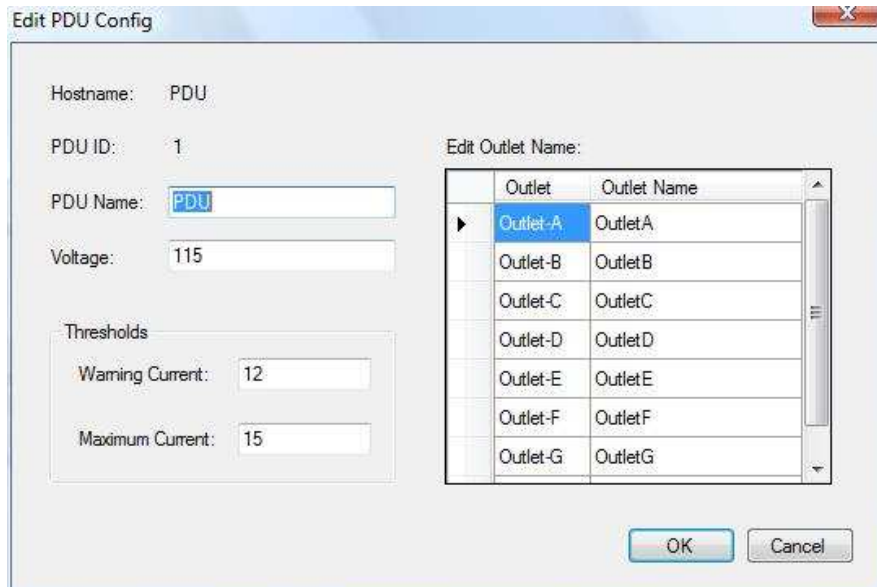 Edit PDU Config
Hostname: PDU
PDU ID: 1
PDU Name: PDU
Voltage: 115
Thresholds
Warning Current: 12
Maximum Current: 15
Edit Outlet Name:
Outlet Outlet Name
Outlet-A OutletA
Outlet-B OutletB
Outlet-C OutletC
Outlet-D OutletD
Outlet-E OutletE
Outlet-F OutletF
Outlet-G OutletG
OK Cancel